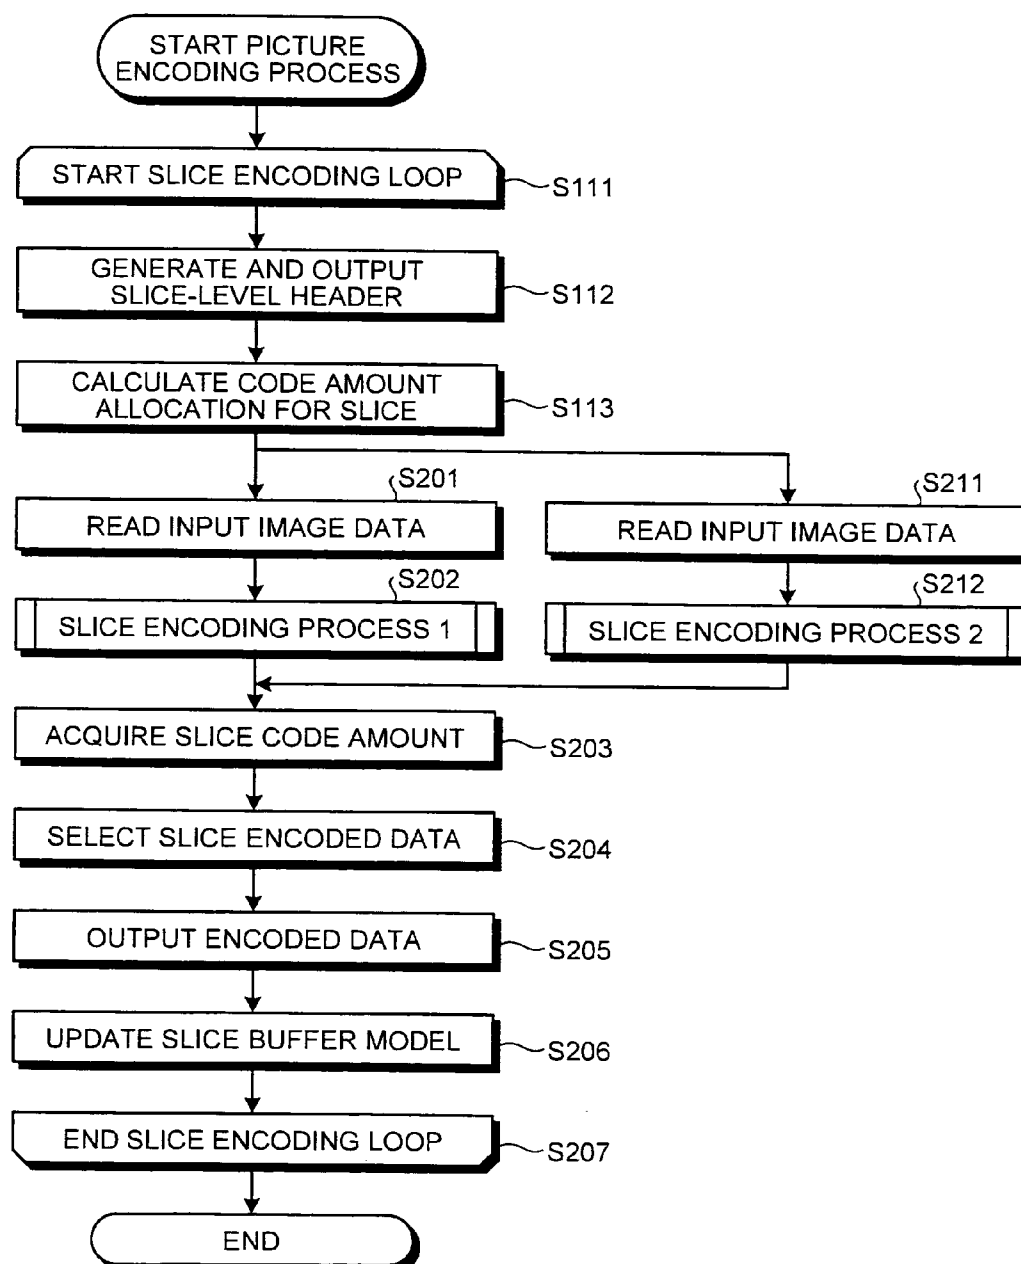 START PICTURE
ENCODING PROCESS
START SLICE ENCODING LOOP
S111
GENERATE AND OUTPUT
SLICE-LEVEL HEADER
S112
CALCULATE CODE AMOUNT
ALLOCATION FOR SLICE
S113
S201
READ INPUT IMAGE DATA
S211
READ INPUT IMAGE DATA
S202
SLICE ENCODING PROCESS 1
S212
SLICE ENCODING PROCESS 2
ACQUIRE SLICE CODE AMOUNT
S203
SELECT SLICE ENCODED DATA
S204
OUTPUT ENCODED DATA
S205
UPDATE SLICE BUFFER MODEL
S206
END SLICE ENCODING LOOP
S207
END